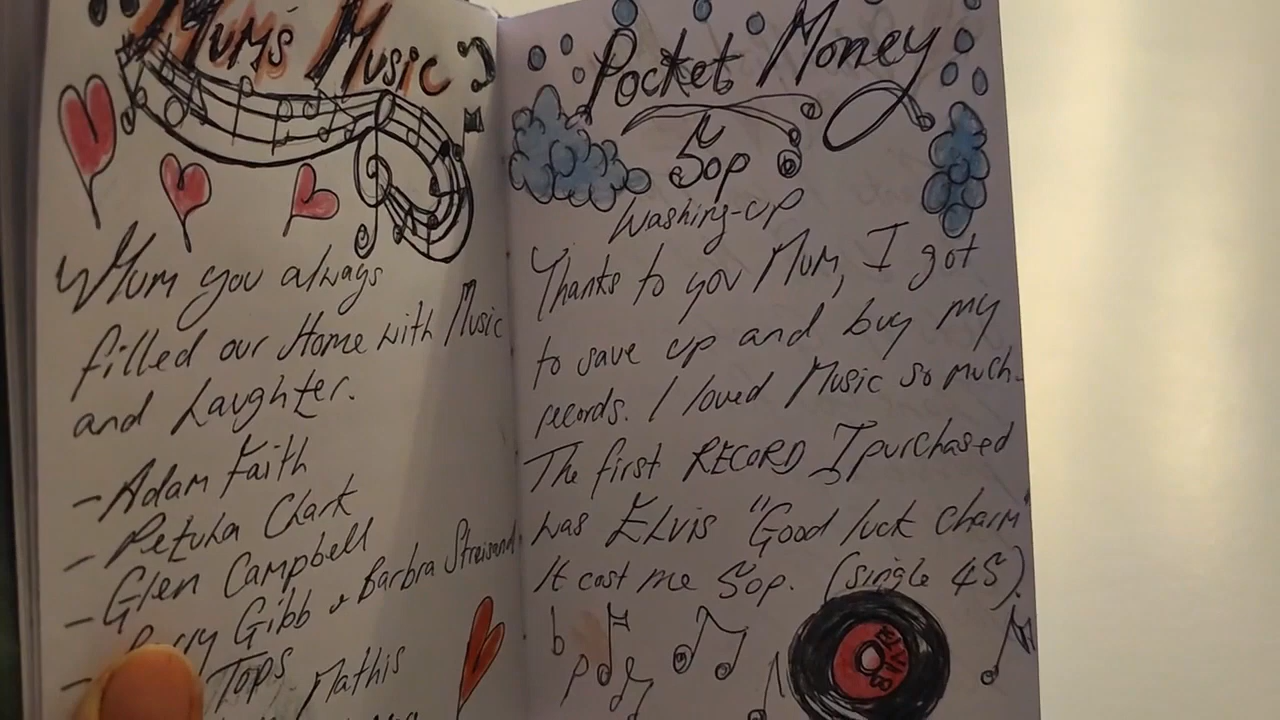 Mum's Music
Mum you always
filled our Home with Music
and Laughter.
- Adam Faith
- Petula Clark
- Glen Campbell
Gibb & Barbra Streisand
Tops
Mathis
Pocket Money
50p
Washing-up
Thanks to you Mum, I got
to save up and buy my
records. I loved Music so much.
The first RECORD I purchased
was ELVIS "Good luck charm"
It cost me 50p. (single 45).
ELVIS